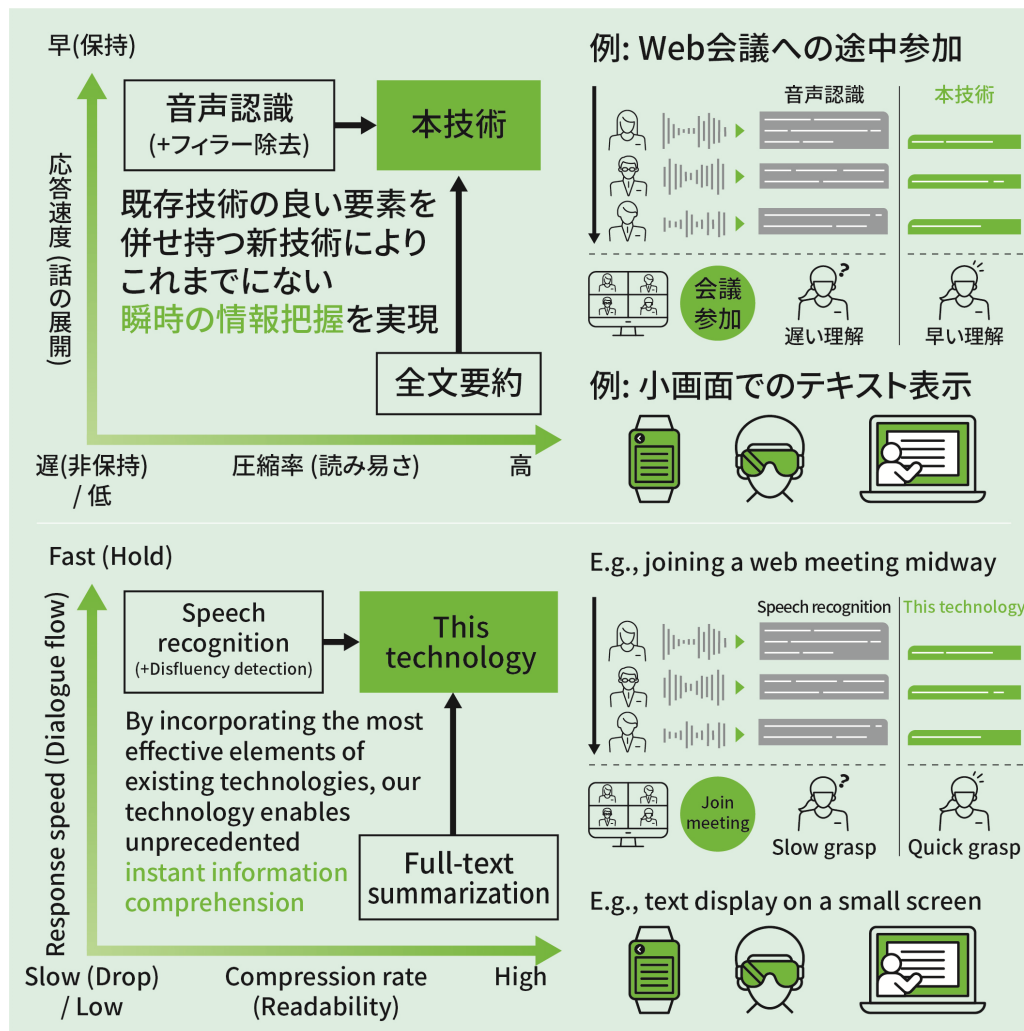 早(保持)
応答速度 (話の展開)
音声認識
(+フィラー除去)
本技術
既存技術の良い要素を
併せ持つ新技術により
これまでにない
瞬時の情報把握を実現
全文要約
遅(非保持)
/ 低
圧縮率 (読み易さ)
高
例: Web会議への途中参加
音声認識
本技術
会議
参加
?
遅い理解
早い理解
例: 小画面でのテキスト表示
Fast (Hold)
Response speed (Dialogue flow)
Speech
recognition
(+Disfluency detection)
This
technology
By incorporating the most
effective elements of
existing technologies, our
technology enables
unprecedented
instant information
comprehension
Full-text
summarization
Slow (Drop)
/ Low
Compression rate
(Readability)
High
E.g., joining a web meeting midway
Speech recognition
This technology
Join
meeting
?
Slow grasp
Quick grasp
E.g., text display on a small screen